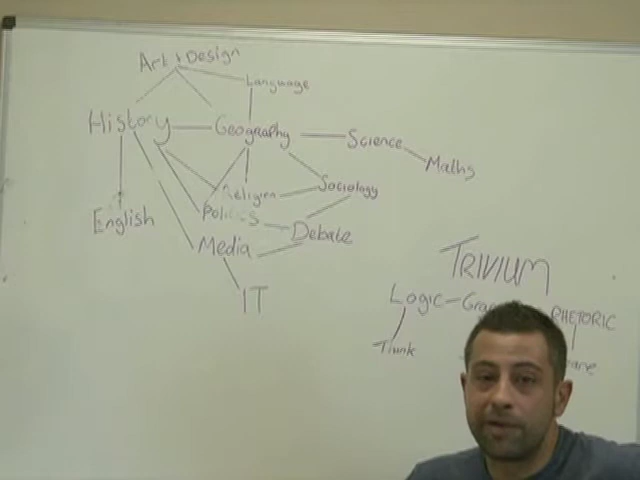 Art & Design
Language
History Geography Science
Maths
Religion Sociology
English Politics
Debate
Media
IT
TRIVIUM
Logic - RHETORIC
Think